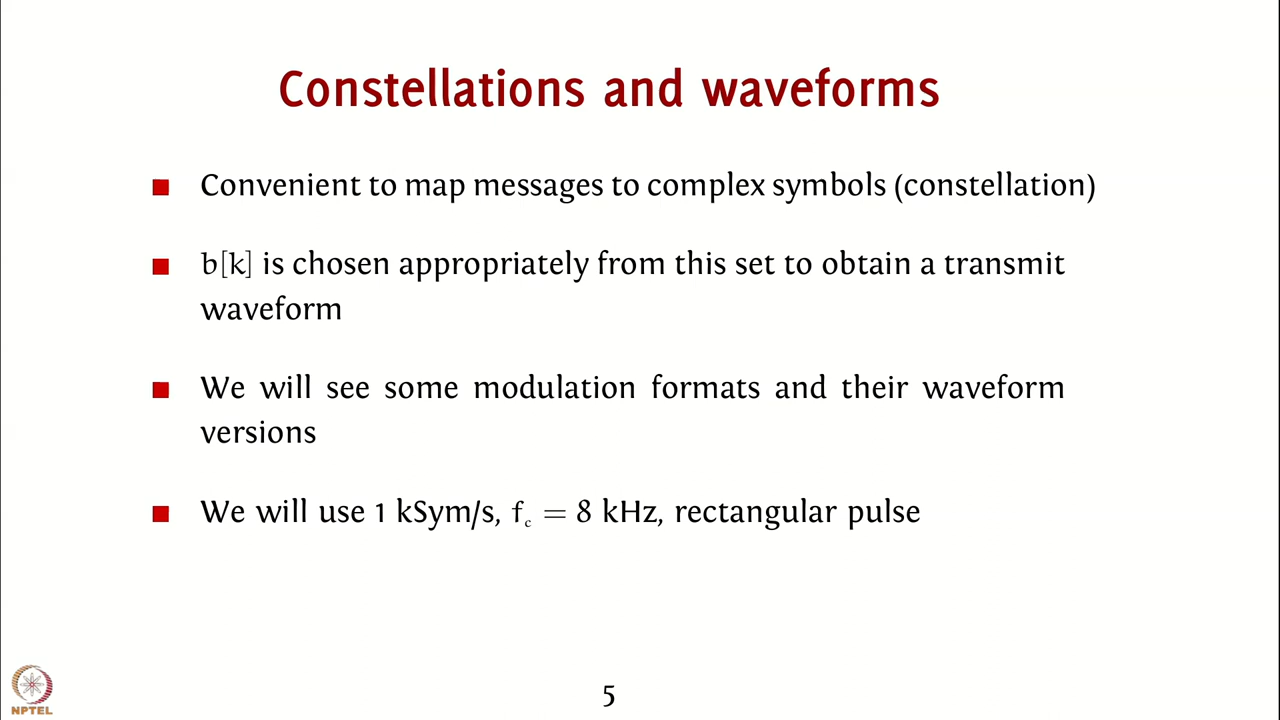 Constellations and waveforms
Convenient to map messages to complex symbols (constellation)
b[k] is chosen appropriately from this set to obtain a transmit
waveform
We will see some modulation formats and their waveform
versions
We will use 1 kSym/s, f_c = 8 kHz, rectangular pulse
NPTEL
5